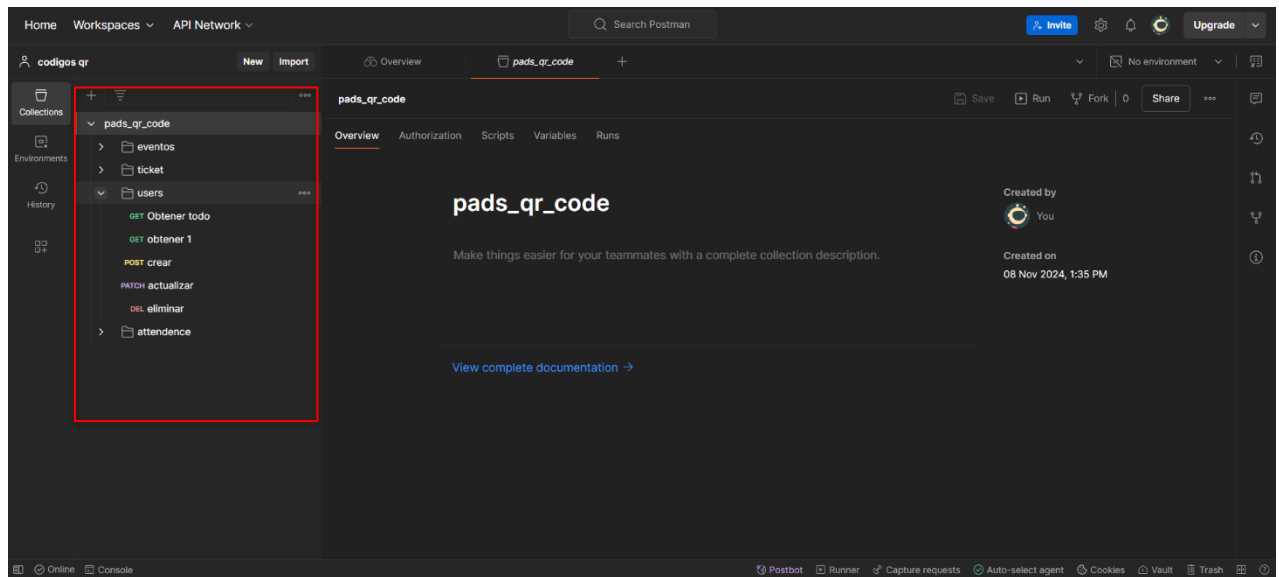 Home Workspaces API Network Search Postman Invite Upgrade
codigos qr New Import Overview pads_qr_code No environment
Collections
Environments
History
pads_qr_code
eventos
ticket
users
GET Obtener todo
GET obtener 1
POST crear
PATCH actualizar
DEL eliminar
attendence
pads_qr_code Save Run Fork 0 Share
Overview Authorization Scripts Variables Runs
pads_qr_code
Make things easier for your teammates with a complete collection description.
View complete documentation →
Created by
You
Created on
08 Nov 2024, 1:35 PM
Online Console Postbot Runner Capture requests Auto-select agent Cookies Vault Trash